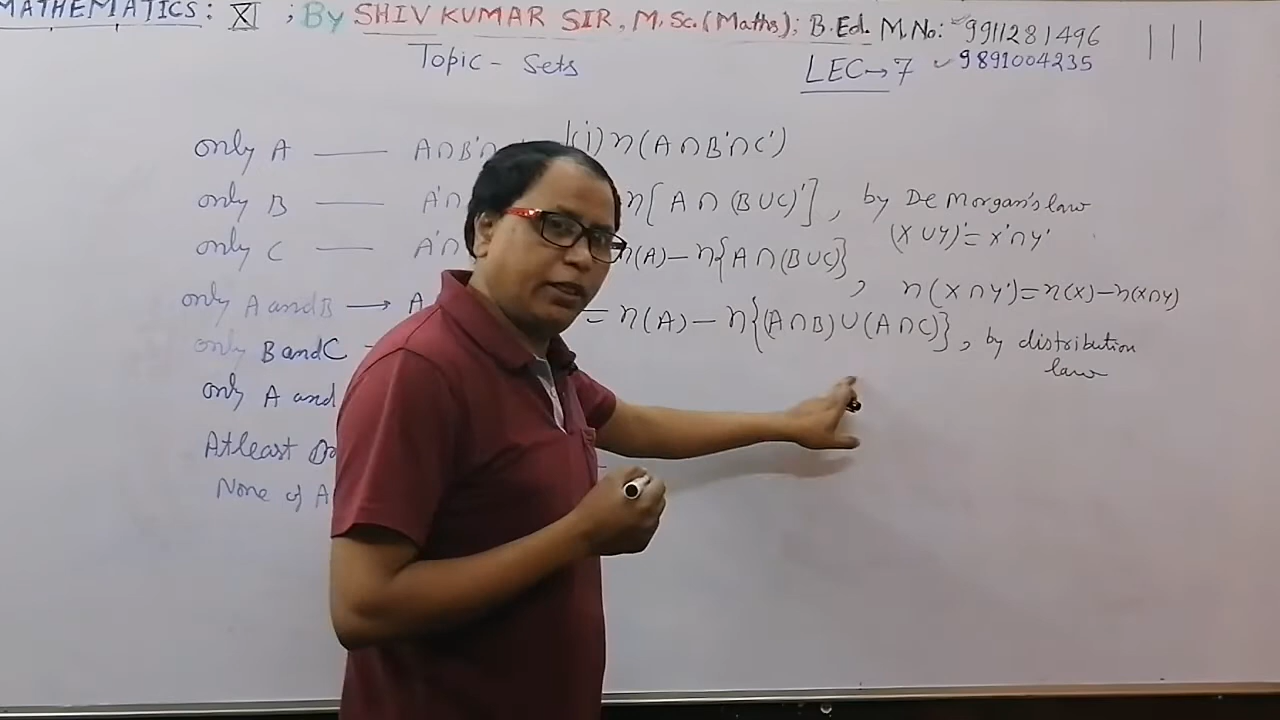 MATHEMATICS: XI ; By SHIV KUMAR SIR, M.Sc.(Maths); B.Ed. M.No: 9911281496
9891004235
Topic - Sets
LEC→7
only A — A∩B'∩
(i) n(A∩B'∩C')
only B — A'∩
n[A∩(B∪C)'], by De Morgan's law
(X∪Y)'=X'∩Y'
only C — A'∩
n(A)-n{A∩(B∪C)}, n(X∩Y')=n(X)-n(X∩Y)
only A and B → A
= n(A)-n{(A∩B)∪(A∩C)}, by distribution
law
only B and C
only A and
Atleast
None of A